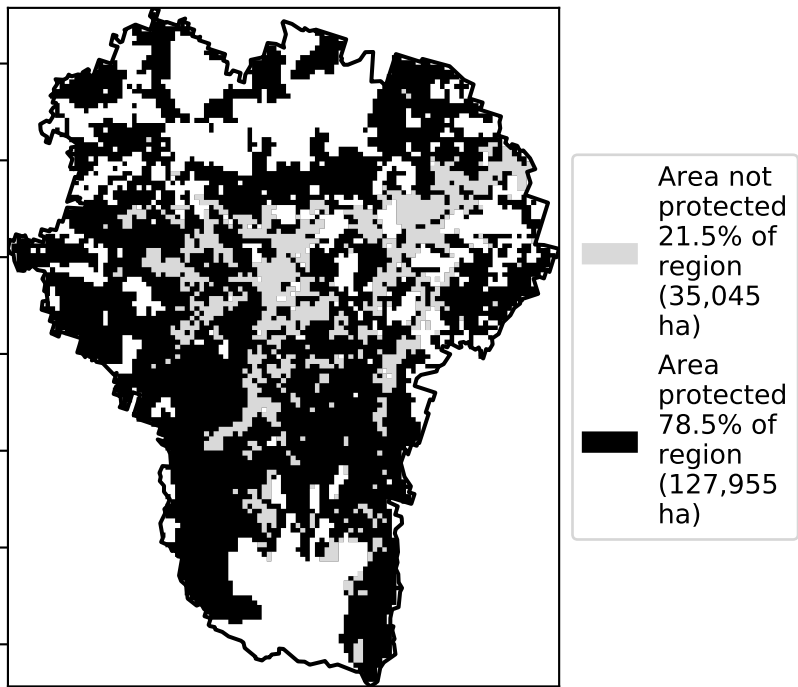 Area not
protected
21.5% of
region
(35,045
ha)
Area
protected
78.5% of
region
(127,955
ha)